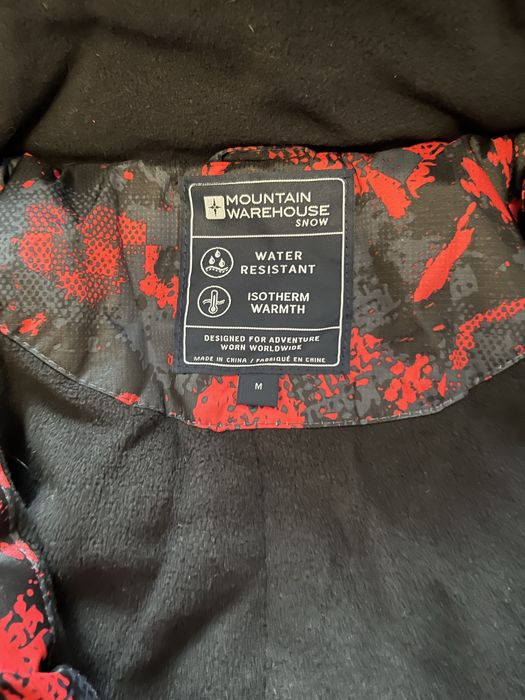 MOUNTAIN
WAREHOUSE
SNOW
WATER
RESISTANT
ISOTHERM
WARMTH
DESIGNED FOR ADVENTURE
WORN WORLDWIDE
MADE IN CHINA / FABRIQUÉ EN CHINE
M